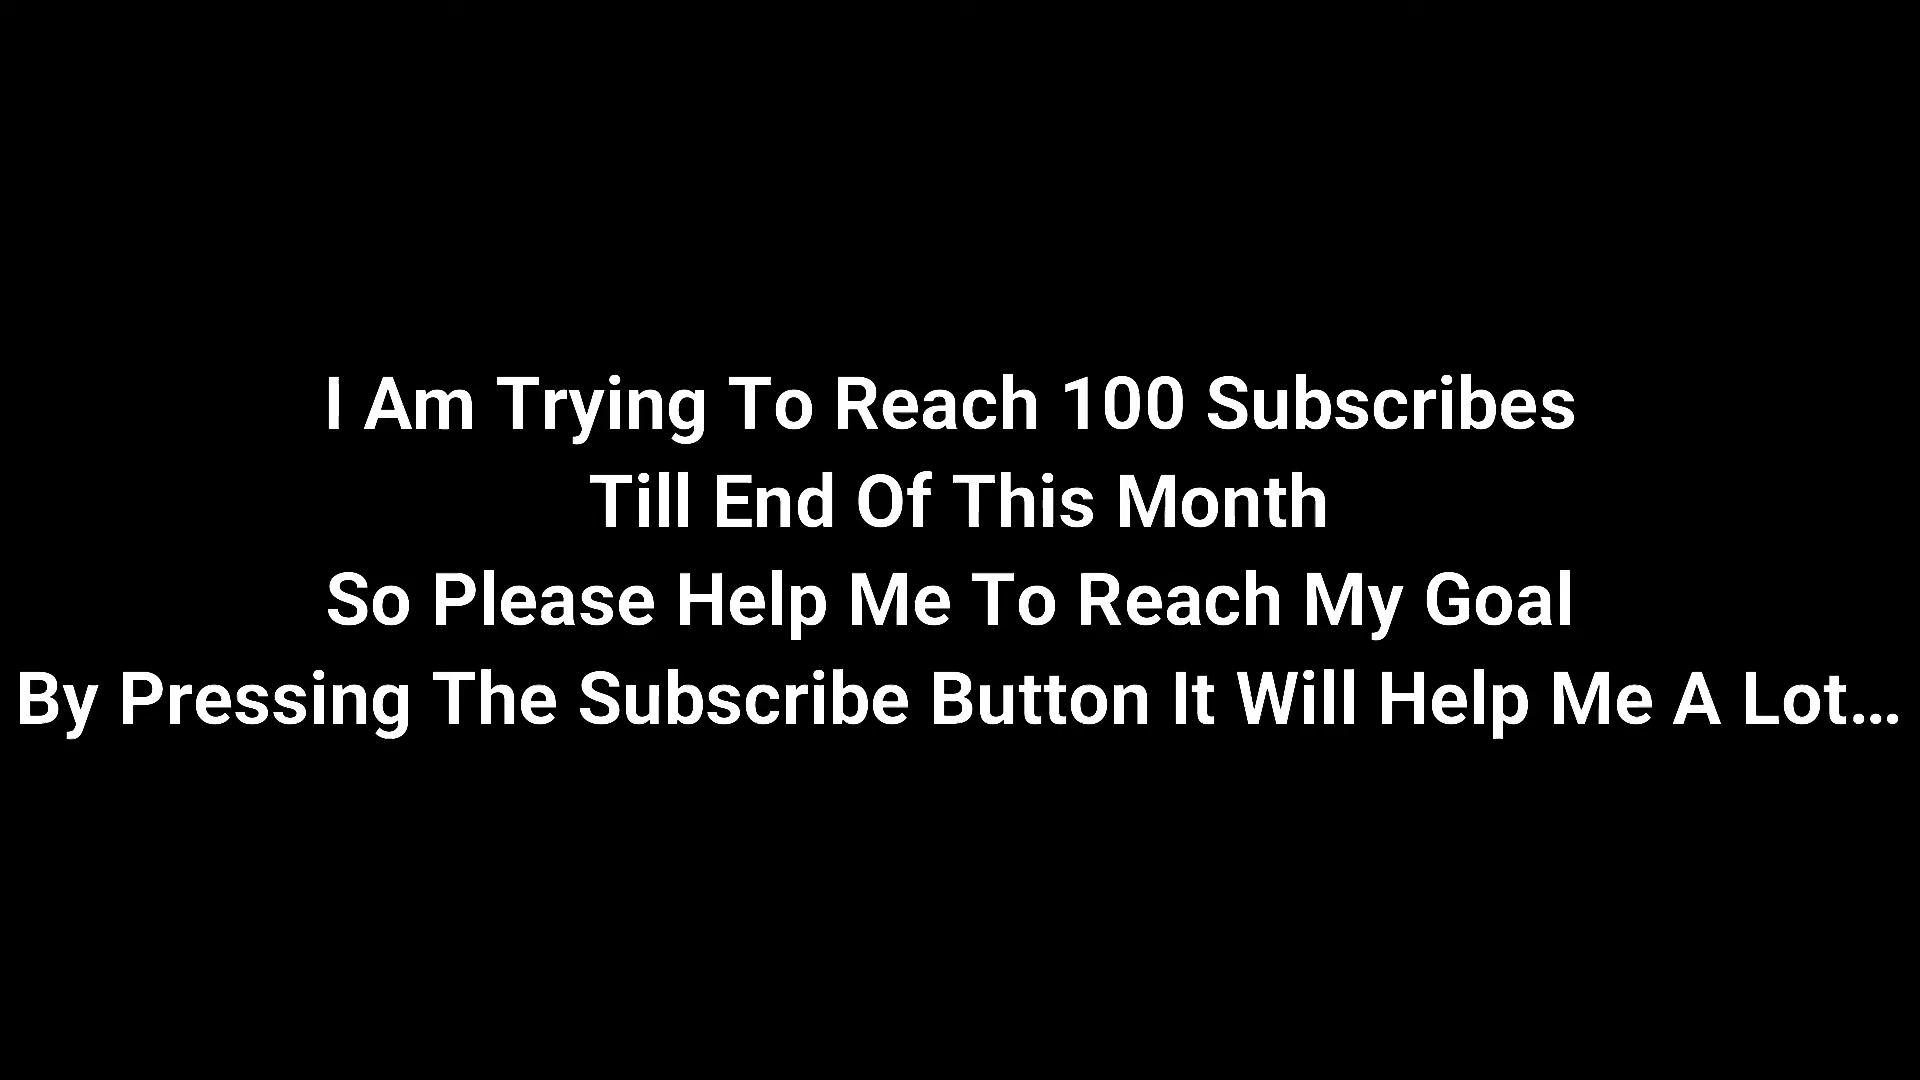 I Am Trying To Reach 100 Subscribes
Till End Of This Month
So Please Help Me To Reach My Goal
By Pressing The Subscribe Button It Will Help Me A Lot...